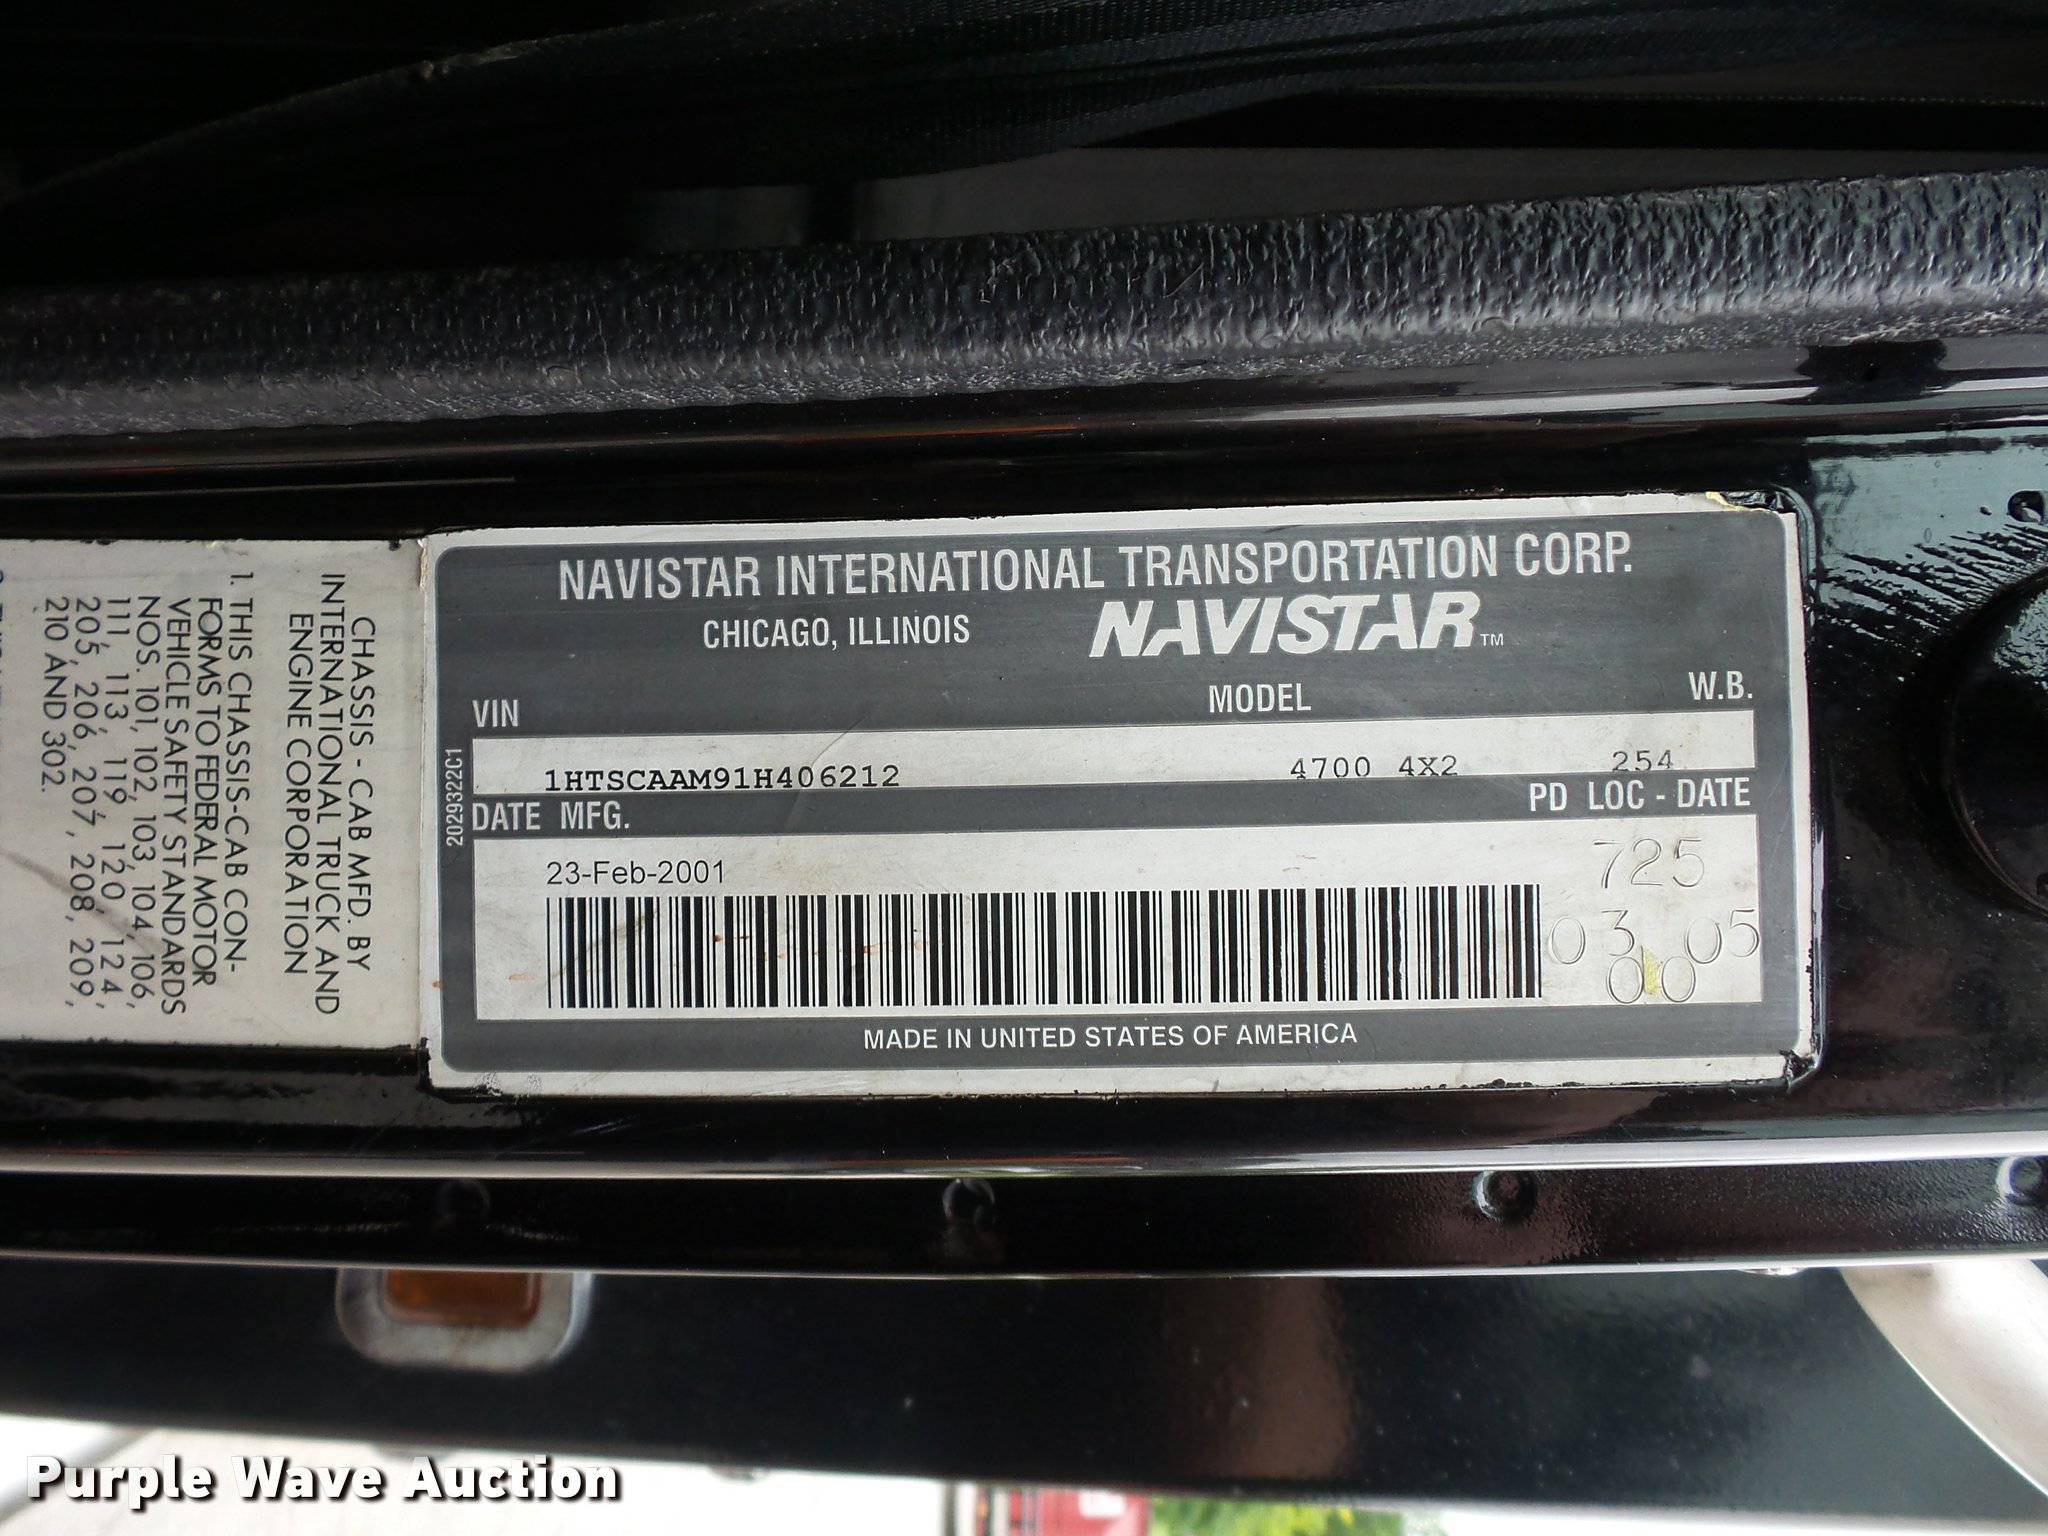 NAVISTAR INTERNATIONAL TRANSPORTATION CORP.
CHICAGO, ILLINOIS NAVISTAR™
VIN MODEL W.B.
1HTSCAAM91H406212 4700 4X2 254
DATE MFG. PD LOC - DATE
23-Feb-2001
725
03 05
00
MADE IN UNITED STATES OF AMERICA
2029322C1
CHASSIS - CAB MFD. BY
INTERNATIONAL TRUCK AND
ENGINE CORPORATION
1. THIS CHASSIS-CAB CON-
FORMS TO FEDERAL MOTOR
VEHICLE SAFETY STANDARDS
NOS. 101, 102, 103, 104, 106,
111, 113, 119, 120, 124,
205, 206, 207, 208, 209,
210 AND 302.
Purple Wave Auction